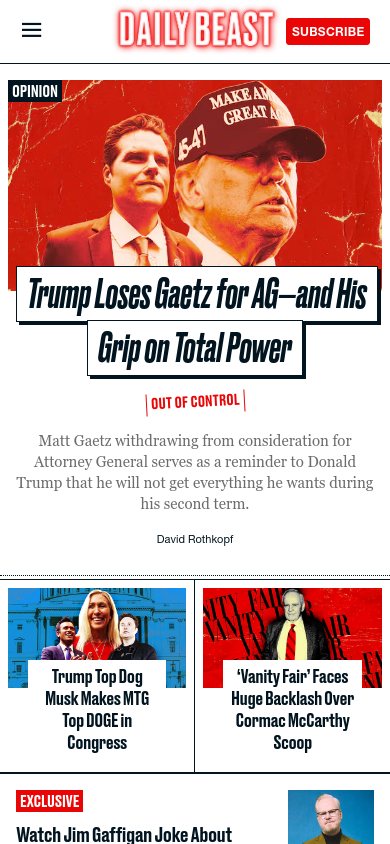 DAILY BEAST
SUBSCRIBE
OPINION
MAKE AM
GREAT AG
45-47
Trump Loses Gaetz for AG—and His
Grip on Total Power
OUT OF CONTROL
Matt Gaetz withdrawing from consideration for
Attorney General serves as a reminder to Donald
Trump that he will not get everything he wants during
his second term.
David Rothkopf
Trump Top Dog
Musk Makes MTG
Top DOGE in
Congress
VANITY FAIR
‘Vanity Fair’ Faces
Huge Backlash Over
Cormac McCarthy
Scoop
EXCLUSIVE
Watch Jim Gaffigan Joke About